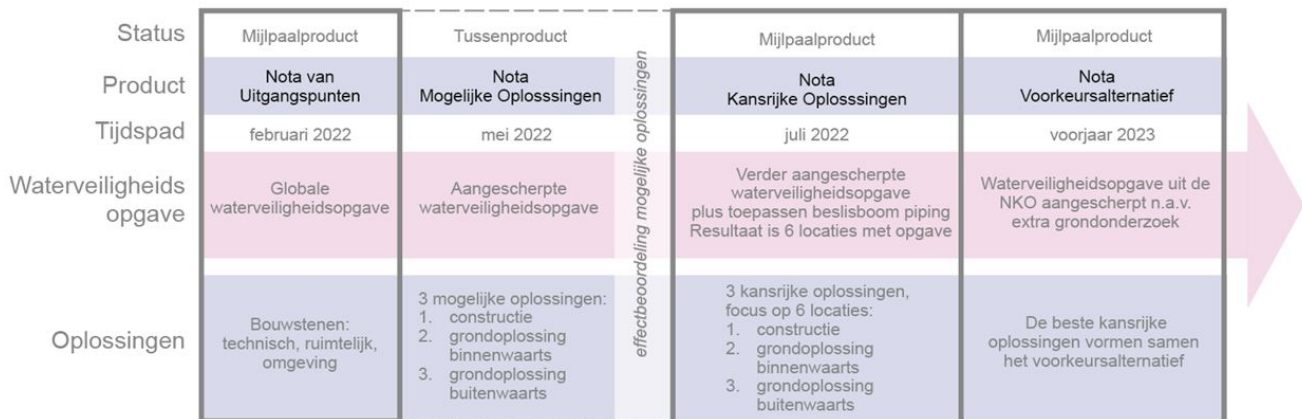 Status
Mijlpaalproduct
Tussenproduct
Mijlpaalproduct
Mijlpaalproduct
Product
Nota van
Uitgangspunten
Nota
Mogelijke Oplosssingen
Nota
Kansrijke Oplosssingen
Nota
Voorkeursalternatief
Tijdspad
februari 2022
mei 2022
juli 2022
voorjaar 2023
Waterveiligheids
opgave
Globale
waterveiligheidsopgave
Aangescherpte
waterveiligheidsopgave
effectbeoordeling mogelijke oplossingen
Verder aangescherpte
waterveiligheidsopgave
plus toepassen beslisboom piping
Resultaat is 6 locaties met opgave
Waterveiligheidsopgave uit de
NKO aangescherpt n.a.v.
extra grondonderzoek
Oplossingen
Bouwstenen:
technisch, ruimtelijk,
omgeving
3 mogelijke oplossingen:
1. constructie
2. grondoplossing
binnenwaarts
3. grondoplossing
buitenwaarts
3 kansrijke oplossingen,
focus op 6 locaties:
1. constructie
2. grondoplossing
binnenwaarts
3. grondoplossing
buitenwaarts
De beste kansrijke
oplossingen vormen samen
het voorkeursalternatief